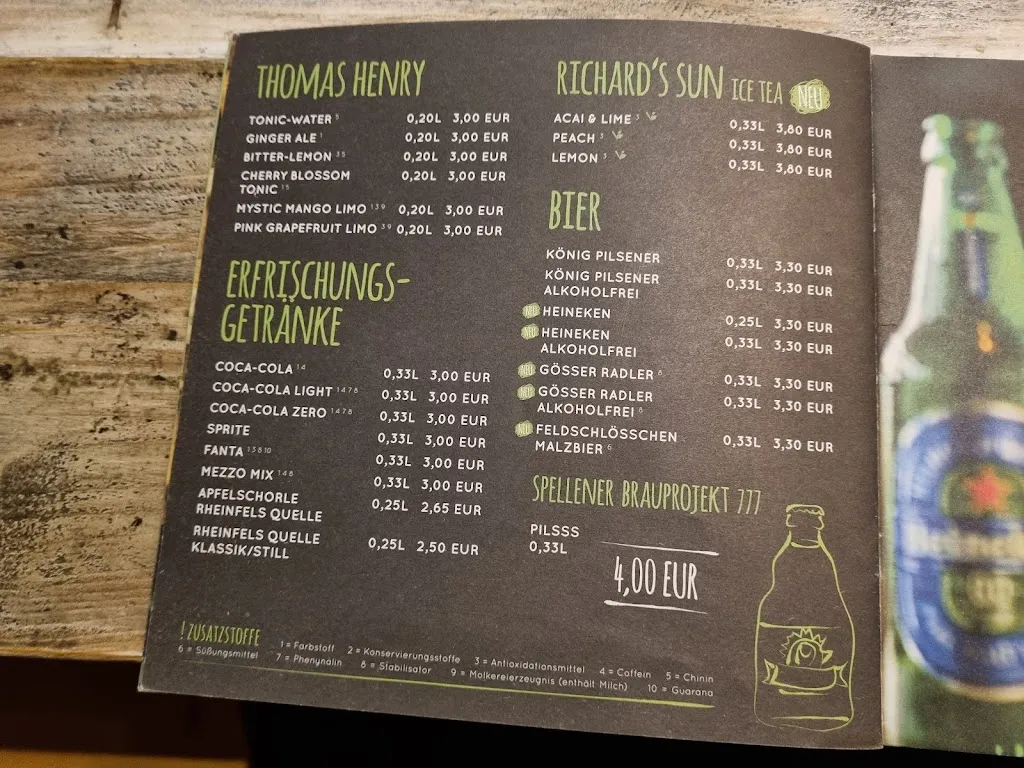 THOMAS HENRY
TONIC-WATER 5 0,20L 3,00 EUR
GINGER ALE 1 0,20L 3,00 EUR
BITTER-LEMON 3 5 0,20L 3,00 EUR
CHERRY BLOSSOM 0,20L 3,00 EUR
TONIC 1 5
MYSTIC MANGO LIMO 1 3 9 0,20L 3,00 EUR
PINK GRAPEFRUIT LIMO 3 9 0,20L 3,00 EUR
ERFRISCHUNGS-
GETRÄNKE
COCA-COLA 1 4 0,33L 3,00 EUR
COCA-COLA LIGHT 1 4 7 8 0,33L 3,00 EUR
COCA-COLA ZERO 1 4 7 8 0,33L 3,00 EUR
SPRITE 0,33L 3,00 EUR
FANTA 1 3 8 10 0,33L 3,00 EUR
MEZZO MIX 1 4 8 0,33L 3,00 EUR
APFELSCHORLE 0,25L 2,65 EUR
RHEINFELS QUELLE
RHEINFELS QUELLE
KLASSIK/STILL 0,25L 2,50 EUR
RICHARD'S SUN ICE TEA NEU
ACAI & LIME 3 0,33L 3,80 EUR
PEACH 3 0,33L 3,80 EUR
LEMON 3 0,33L 3,80 EUR
BIER
KÖNIG PILSENER 0,33L 3,30 EUR
KÖNIG PILSENER 0,33L 3,30 EUR
ALKOHOLFREI
NEU HEINEKEN 0,25L 3,30 EUR
NEU HEINEKEN 0,33L 3,30 EUR
ALKOHOLFREI
NEU GÖSSER RADLER 6 0,33L 3,30 EUR
NEU GÖSSER RADLER 0,33L 3,30 EUR
ALKOHOLFREI 6
NEU FELDSCHLÖSSCHEN 0,33L 3,30 EUR
MALZBIER 6
SPELLENER BRAUPROJEKT 777
PILSSS
0,33L
4,00 EUR
! ZUSATZSTOFFE
1 = Farbstoff 2 = Konservierungsstoffe 3 = Antioxidationsmittel 4 = Coffein 5 = Chinin
6 = Süßungsmittel 7 = Phenynalin 8 = Stabilisator 9 = Molkereierzeugnis (enthält Milch) 10 = Guarana
Heineken